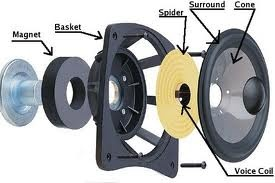 Surround
Spider
Cone
Basket
Magnet
Voice Coil